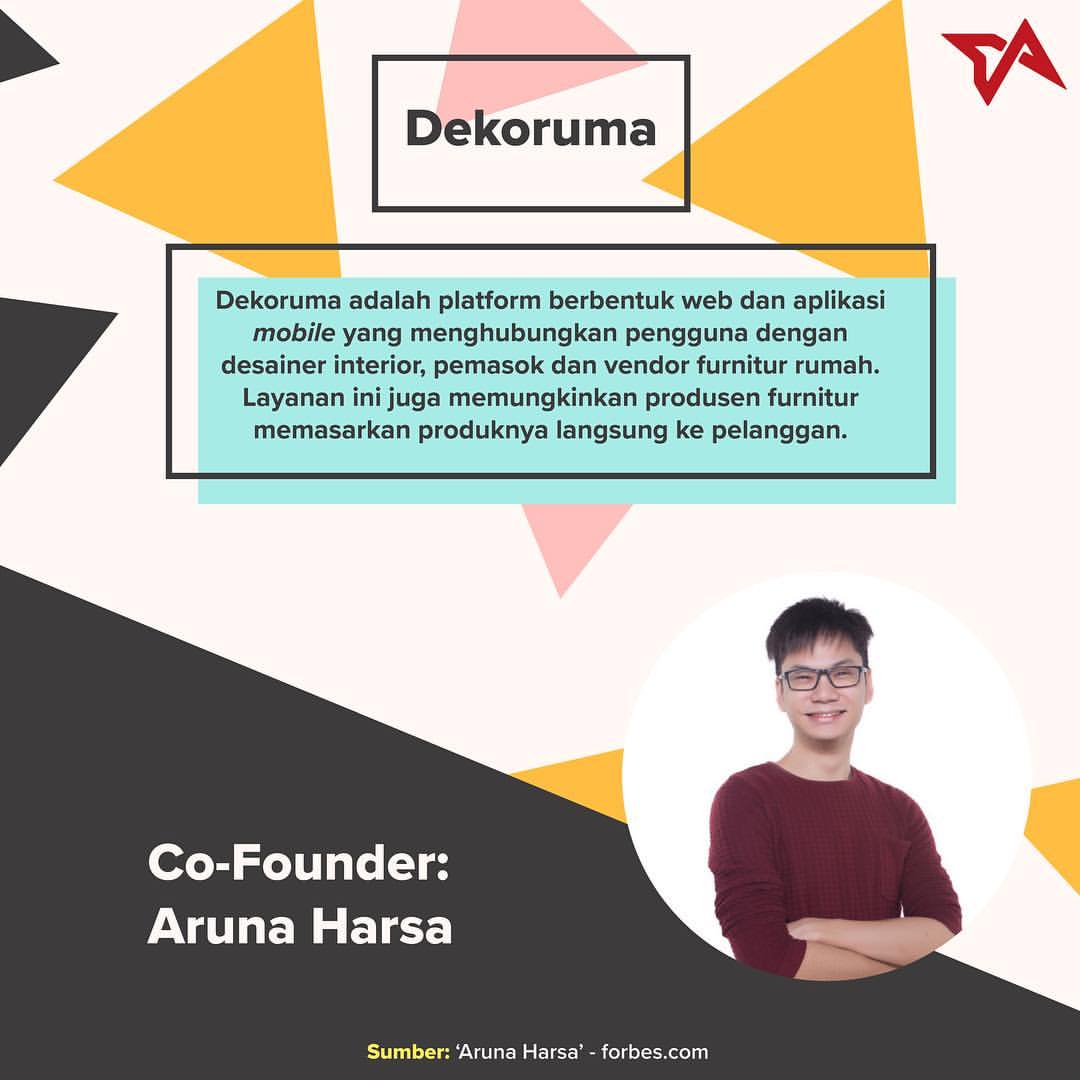 Dekoruma
Dekoruma adalah platform berbentuk web dan aplikasi
mobile yang menghubungkan pengguna dengan
desainer interior, pemasok dan vendor furnitur rumah.
Layanan ini juga memungkinkan produsen furnitur
memasarkan produknya langsung ke pelanggan.
Co-Founder:
Aruna Harsa
Sumber: ‘Aruna Harsa’ - forbes.com